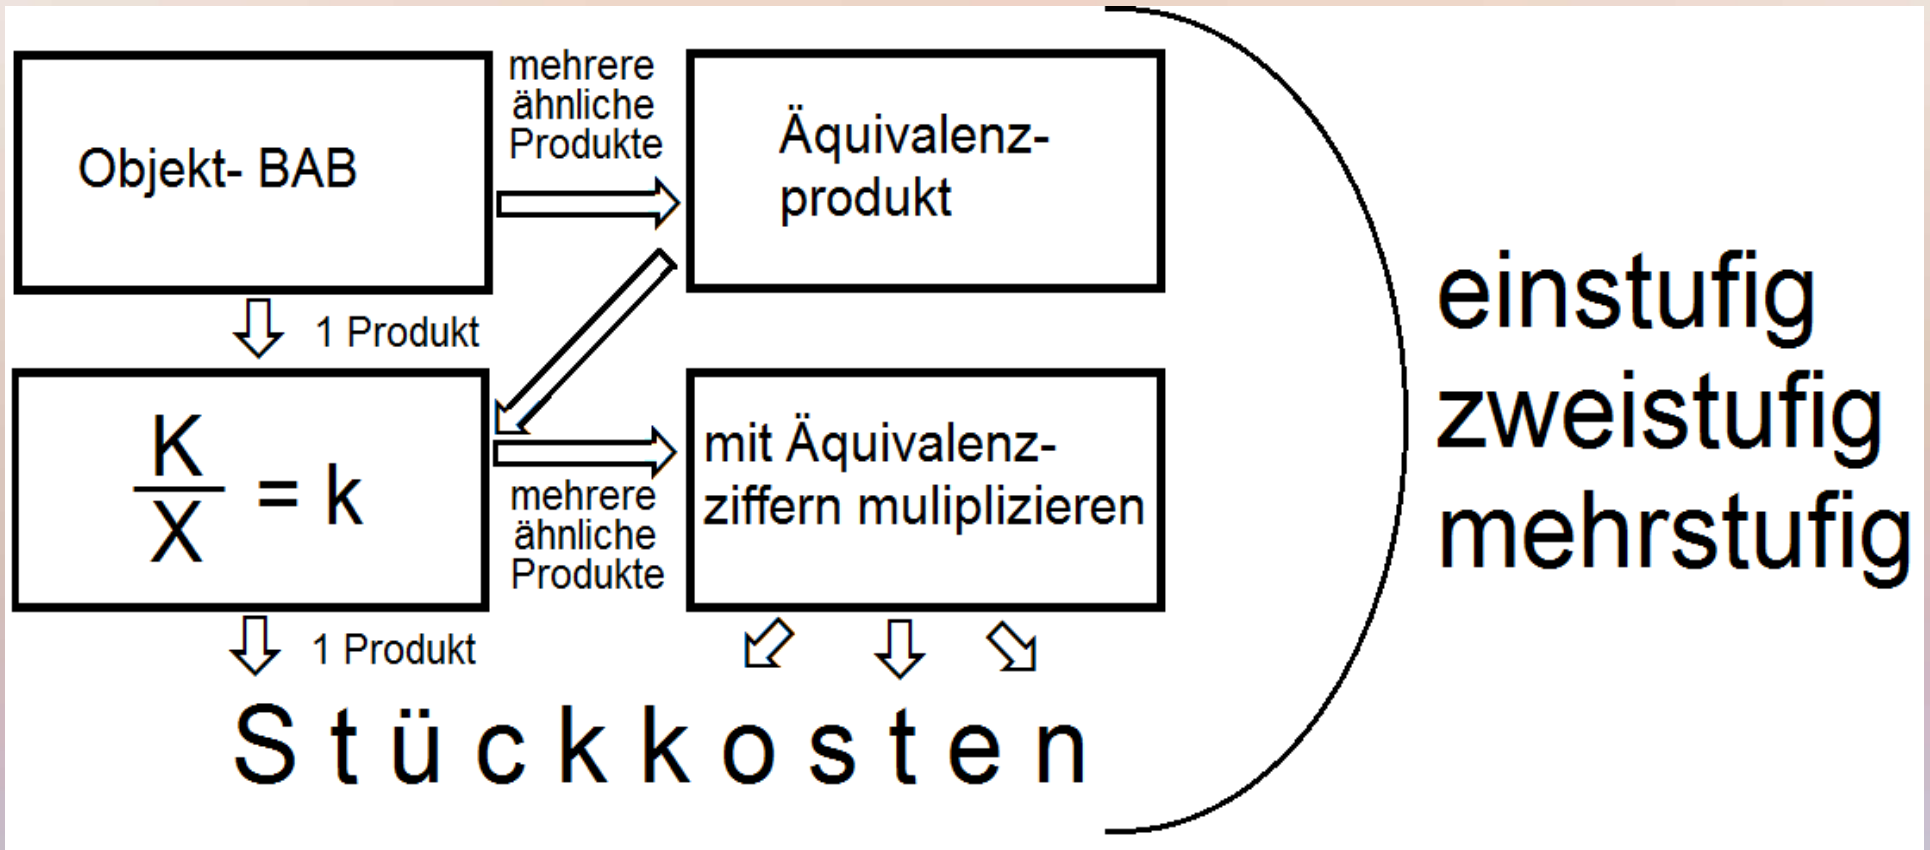 Objekt- BAB
mehrere
ähnliche
Produkte
Äquivalenz-
produkt
1 Produkt
K
X
= k
mehrere
ähnliche
Produkte
mit Äquivalenz-
ziffern muliplizieren
1 Produkt
S t ü c k k o s t e n
einstufig
zweistufig
mehrstufig